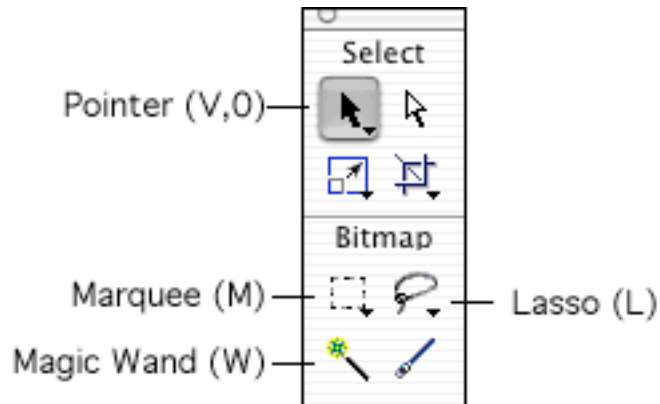 Select
Pointer (V,0)
Bitmap
Marquee (M)
Lasso (L)
Magic Wand (W)